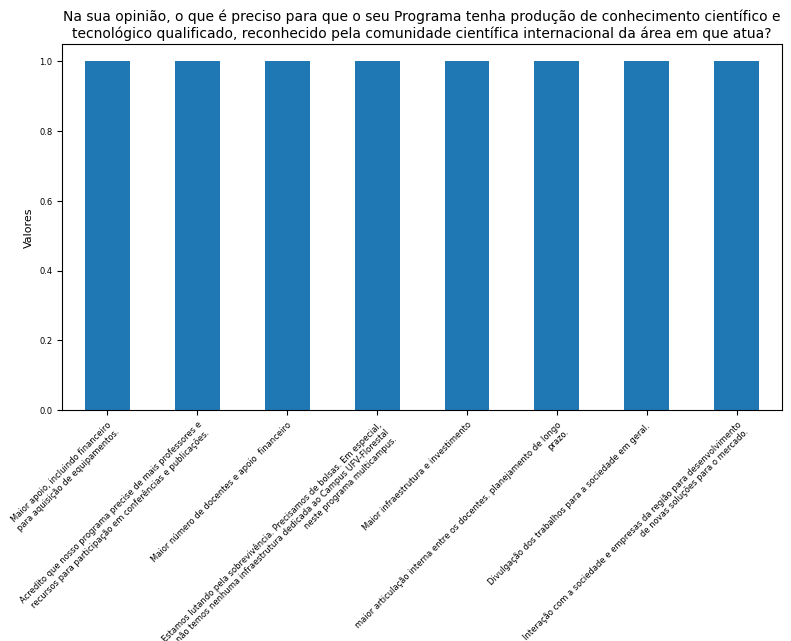 Na sua opinião, o que é preciso para que o seu Programa tenha produção de conhecimento científico e
tecnológico qualificado, reconhecido pela comunidade científica internacional da área em que atua?
Valores
1.0
0.8
0.6
0.4
0.2
0.0
Maior apoio, incluindo financeiro
para aquisição de equipamentos.
Acredito que nosso programa precise de mais professores e
recursos para participação em conferências e publicações.
Maior número de docentes e apoio  financeiro
Estamos lutando pela sobrevivência. Precisamos de bolsas. Em especial,
não temos nenhuma infraestrutura dedicada ao Campus UFV-Florestal
neste programa multicampus.
Maior infraestrutura e investimento
maior articulação interna entre os docentes. planejamento de longo
prazo.
Divulgação dos trabalhos para a sociedade em geral.
Interação com a sociedade e empresas da região para desenvolvimento
de novas soluções para o mercado.